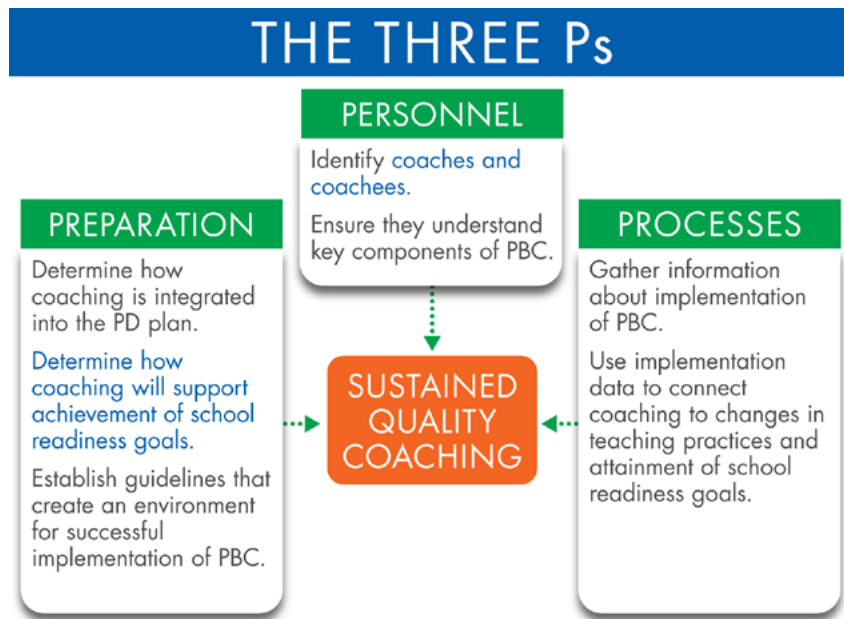 THE THREE Ps
PERSONNEL
Identify coaches and
coachees.
Ensure they understand
key components of PBC.
PREPARATION
Determine how
coaching is integrated
into the PD plan.
Determine how
coaching will support
achievement of school
readiness goals.
Establish guidelines that
create an environment
for successful
implementation of PBC.
SUSTAINED
QUALITY
COACHING
PROCESSES
Gather information
about implementation
of PBC.
Use implementation
data to connect
coaching to changes in
teaching practices and
attainment of school
readiness goals.